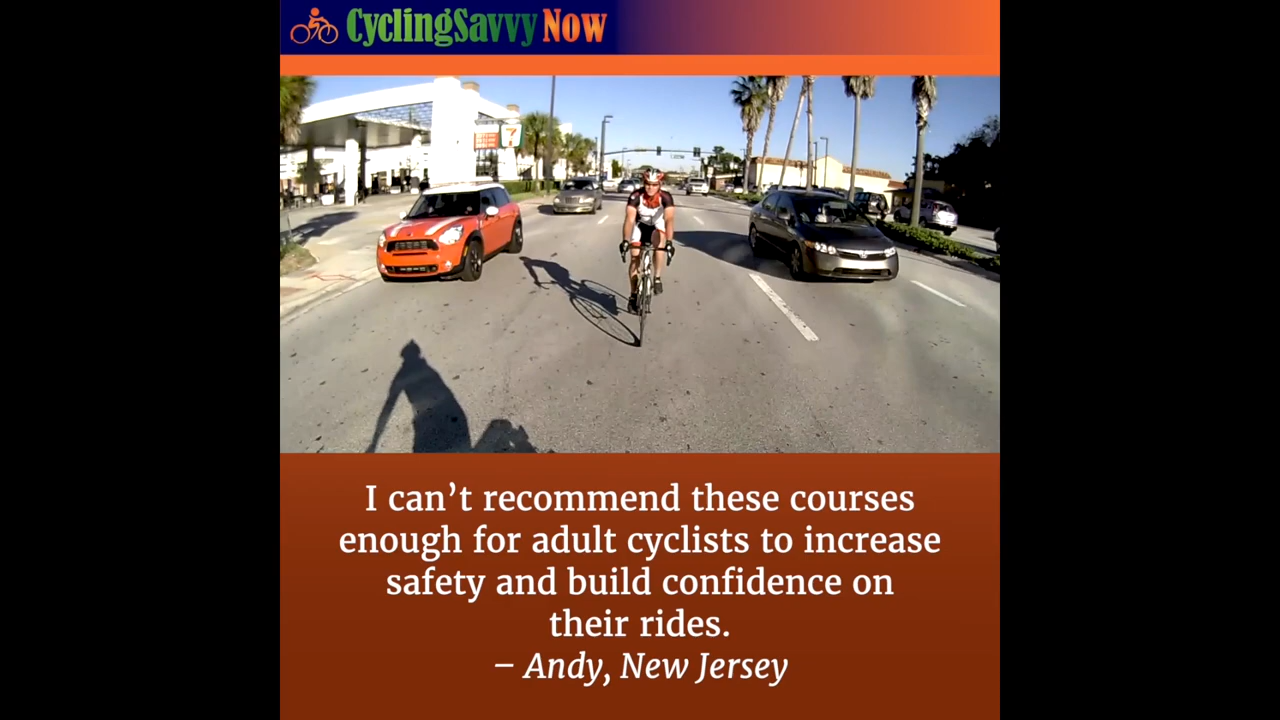 CyclingSavvy Now
7
I can’t recommend these courses
enough for adult cyclists to increase
safety and build confidence on
their rides.
– Andy, New Jersey